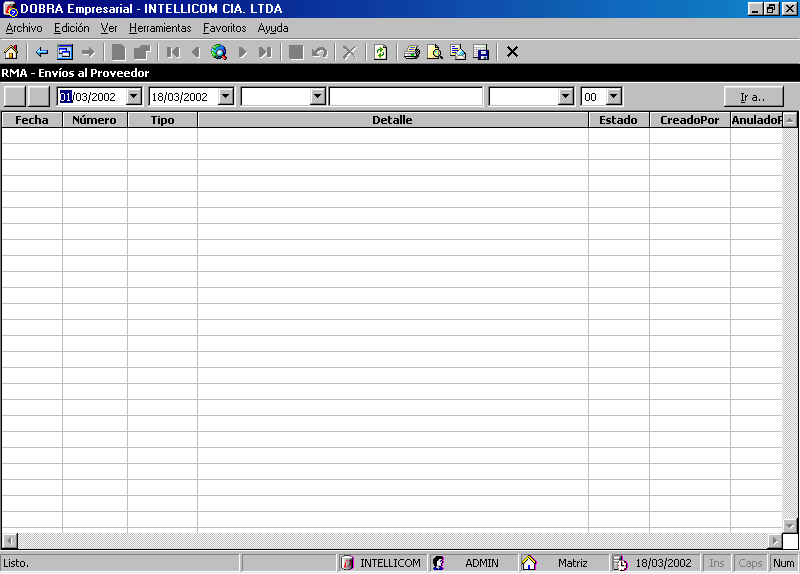 DOBRA Empresarial - INTELLICOM CIA. LTDA
Archivo Edición Ver Herramientas Favoritos Ayuda
RMA - Envíos al Proveedor
01/03/2002 18/03/2002 00 Ir a..
Fecha Número Tipo Detalle Estado CreadoPor AnuladoP
Listo. INTELLICOM ADMIN Matriz 18/03/2002 Ins Caps Num